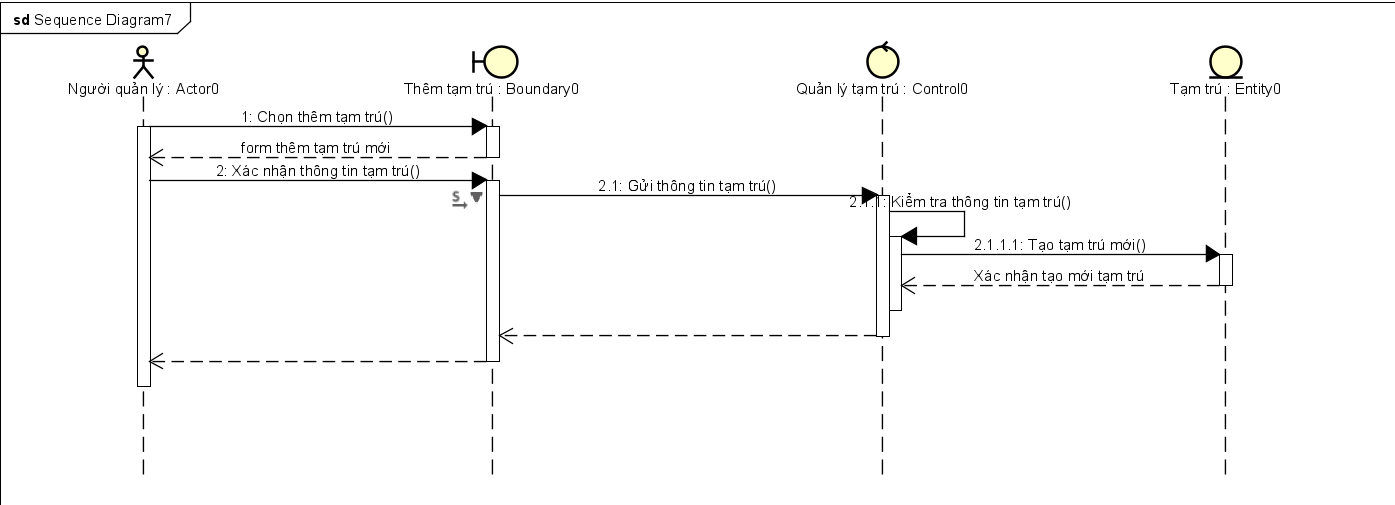 sd Sequence Diagram7
Người quản lý : Actor0
Thêm tạm trú : Boundary0
Quản lý tạm trú : Control0
Tạm trú : Entity0
1: Chọn thêm tạm trú()
form thêm tạm trú mới
2: Xác nhận thông tin tạm trú()
2.1: Gửi thông tin tạm trú()
S
2.1.1: Kiểm tra thông tin tạm trú()
2.1.1.1: Tạo tạm trú mới()
Xác nhận tạo mới tạm trú